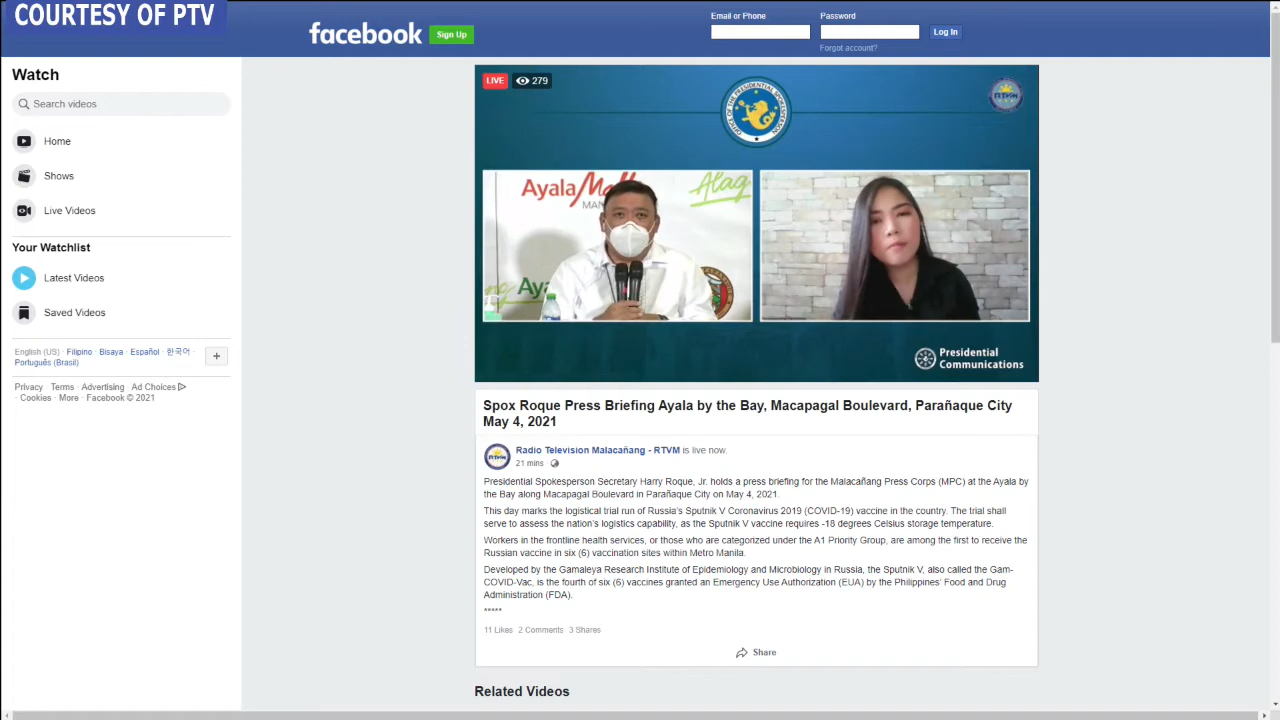 COURTESY OF PTV
facebook
Sign Up
Email or Phone
Password
Log In
Forgot account?
Watch
Search videos
Home
Shows
Live Videos
Your Watchlist
Latest Videos
Saved Videos
English (US) · Filipino · Bisaya · Español · 한국어 ·
Português (Brasil)
+
Privacy · Terms · Advertising · Ad Choices
· Cookies · More · Facebook © 2021
LIVE
279
OFFICE OF THE PRESIDENTIAL SPOKESPERSON
RTVM
Ayala
MAN
Alag
Ay
Presidential
Communications
Spox Roque Press Briefing Ayala by the Bay, Macapagal Boulevard, Parañaque City
May 4, 2021
RTVM
Radio Television Malacañang - RTVM is live now.
21 mins ·
Presidential Spokesperson Secretary Harry Roque, Jr. holds a press briefing for the Malacañang Press Corps (MPC) at the Ayala by
the Bay along Macapagal Boulevard in Parañaque City on May 4, 2021.
This day marks the logistical trial run of Russia's Sputnik V Coronavirus 2019 (COVID-19) vaccine in the country. The trial shall
serve to assess the nation's logistics capability, as the Sputnik V vaccine requires -18 degrees Celsius storage temperature.
Workers in the frontline health services, or those who are categorized under the A1 Priority Group, are among the first to receive the
Russian vaccine in six (6) vaccination sites within Metro Manila.
Developed by the Gamaleya Research Institute of Epidemiology and Microbiology in Russia, the Sputnik V, also called the Gam-
COVID-Vac, is the fourth of six (6) vaccines granted an Emergency Use Authorization (EUA) by the Philippines' Food and Drug
Administration (FDA).
*****
11 Likes 2 Comments 3 Shares
Share
Related Videos